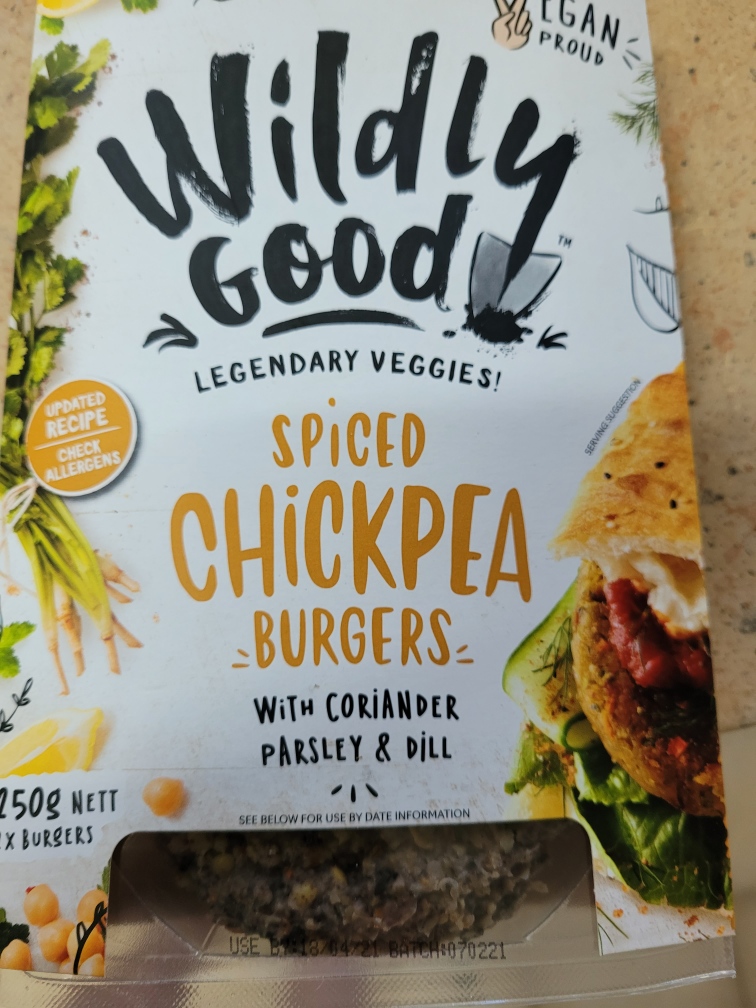 EGAN
PROUD
Wildly
Good
TM
LEGENDARY VEGGIES!
UPDATED
RECIPE
CHECK
ALLERGENS
SERVING SUGGESTION
SPiCED
CHiCKPEA
BURGERS
WiTH CORiANDER
PARSLEY & DiLL
250g NETT
2X BURGERS
SEE BELOW FOR USE BY DATE INFORMATION
USE BY:18/04/21 BATCH:070221